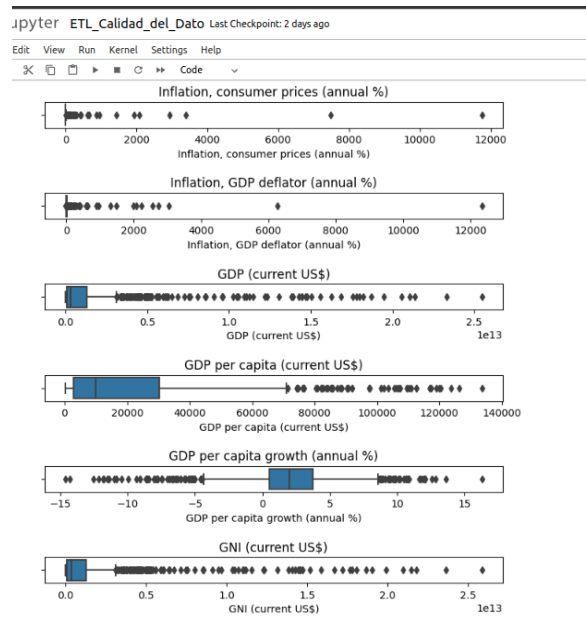 upyter ETL_Calidad_del_Dato Last Checkpoint: 2 days ago
Edit View Run Kernel Settings Help
Code
Inflation, consumer prices (annual %)
0 2000 4000 6000 8000 10000 12000
Inflation, consumer prices (annual %)
Inflation, GDP deflator (annual %)
0 2000 4000 6000 8000 10000 12000
Inflation, GDP deflator (annual %)
GDP (current US$)
0.0 0.5 1.0 1.5 2.0 2.5
1e13
GDP (current US$)
GDP per capita (current US$)
0 20000 40000 60000 80000 100000 120000 140000
GDP per capita (current US$)
GDP per capita growth (annual %)
−15 −10 −5 0 5 10 15
GDP per capita growth (annual %)
GNI (current US$)
0.0 0.5 1.0 1.5 2.0 2.5
1e13
GNI (current US$)